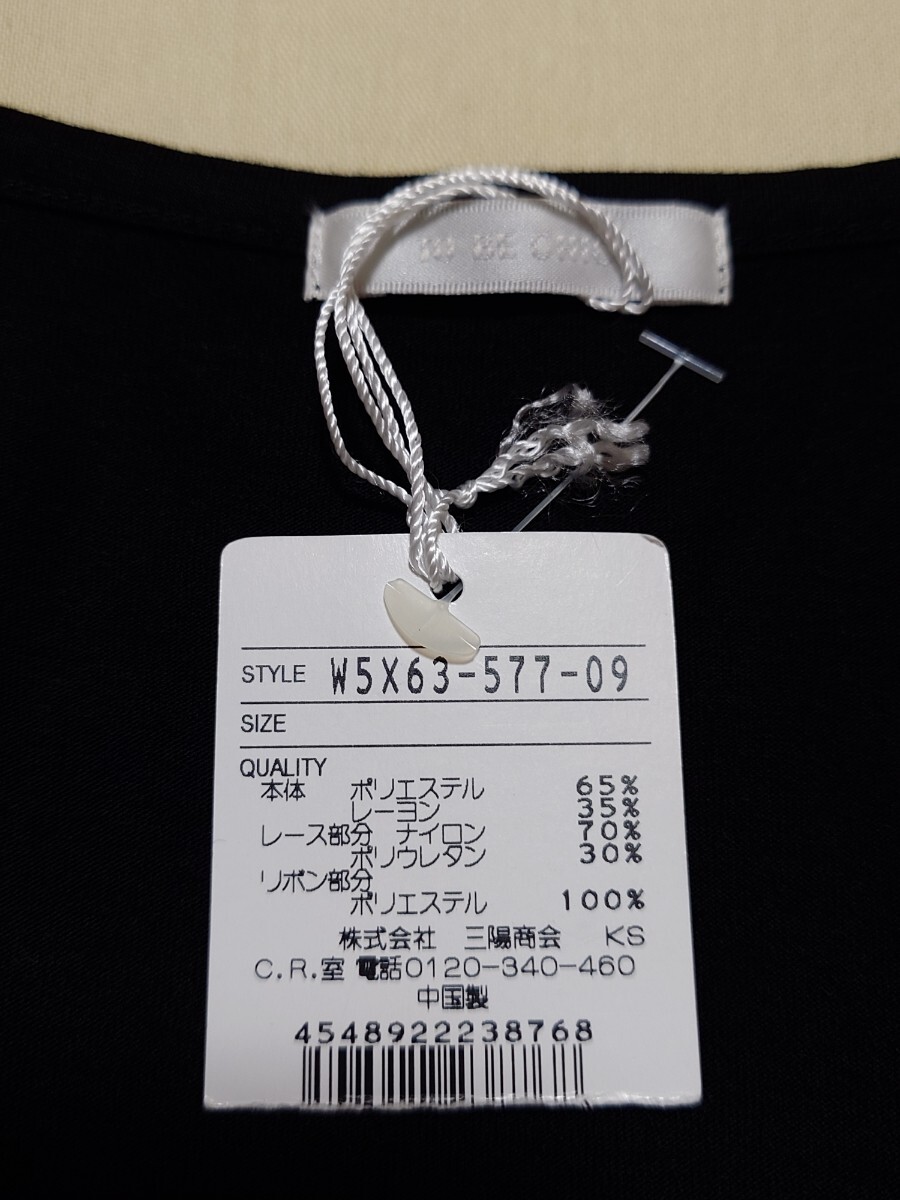 STYLE W5X63-577-09
SIZE
QUALITY
本体 ポリエステル 65%
レーヨン 35%
レース部分 ナイロン 70%
ポリウレタン 30%
リボン部分
ポリエステル 100%
株式会社 三陽商会 KS
C.R.室 電話0120-340-460
中国製
4548922238768